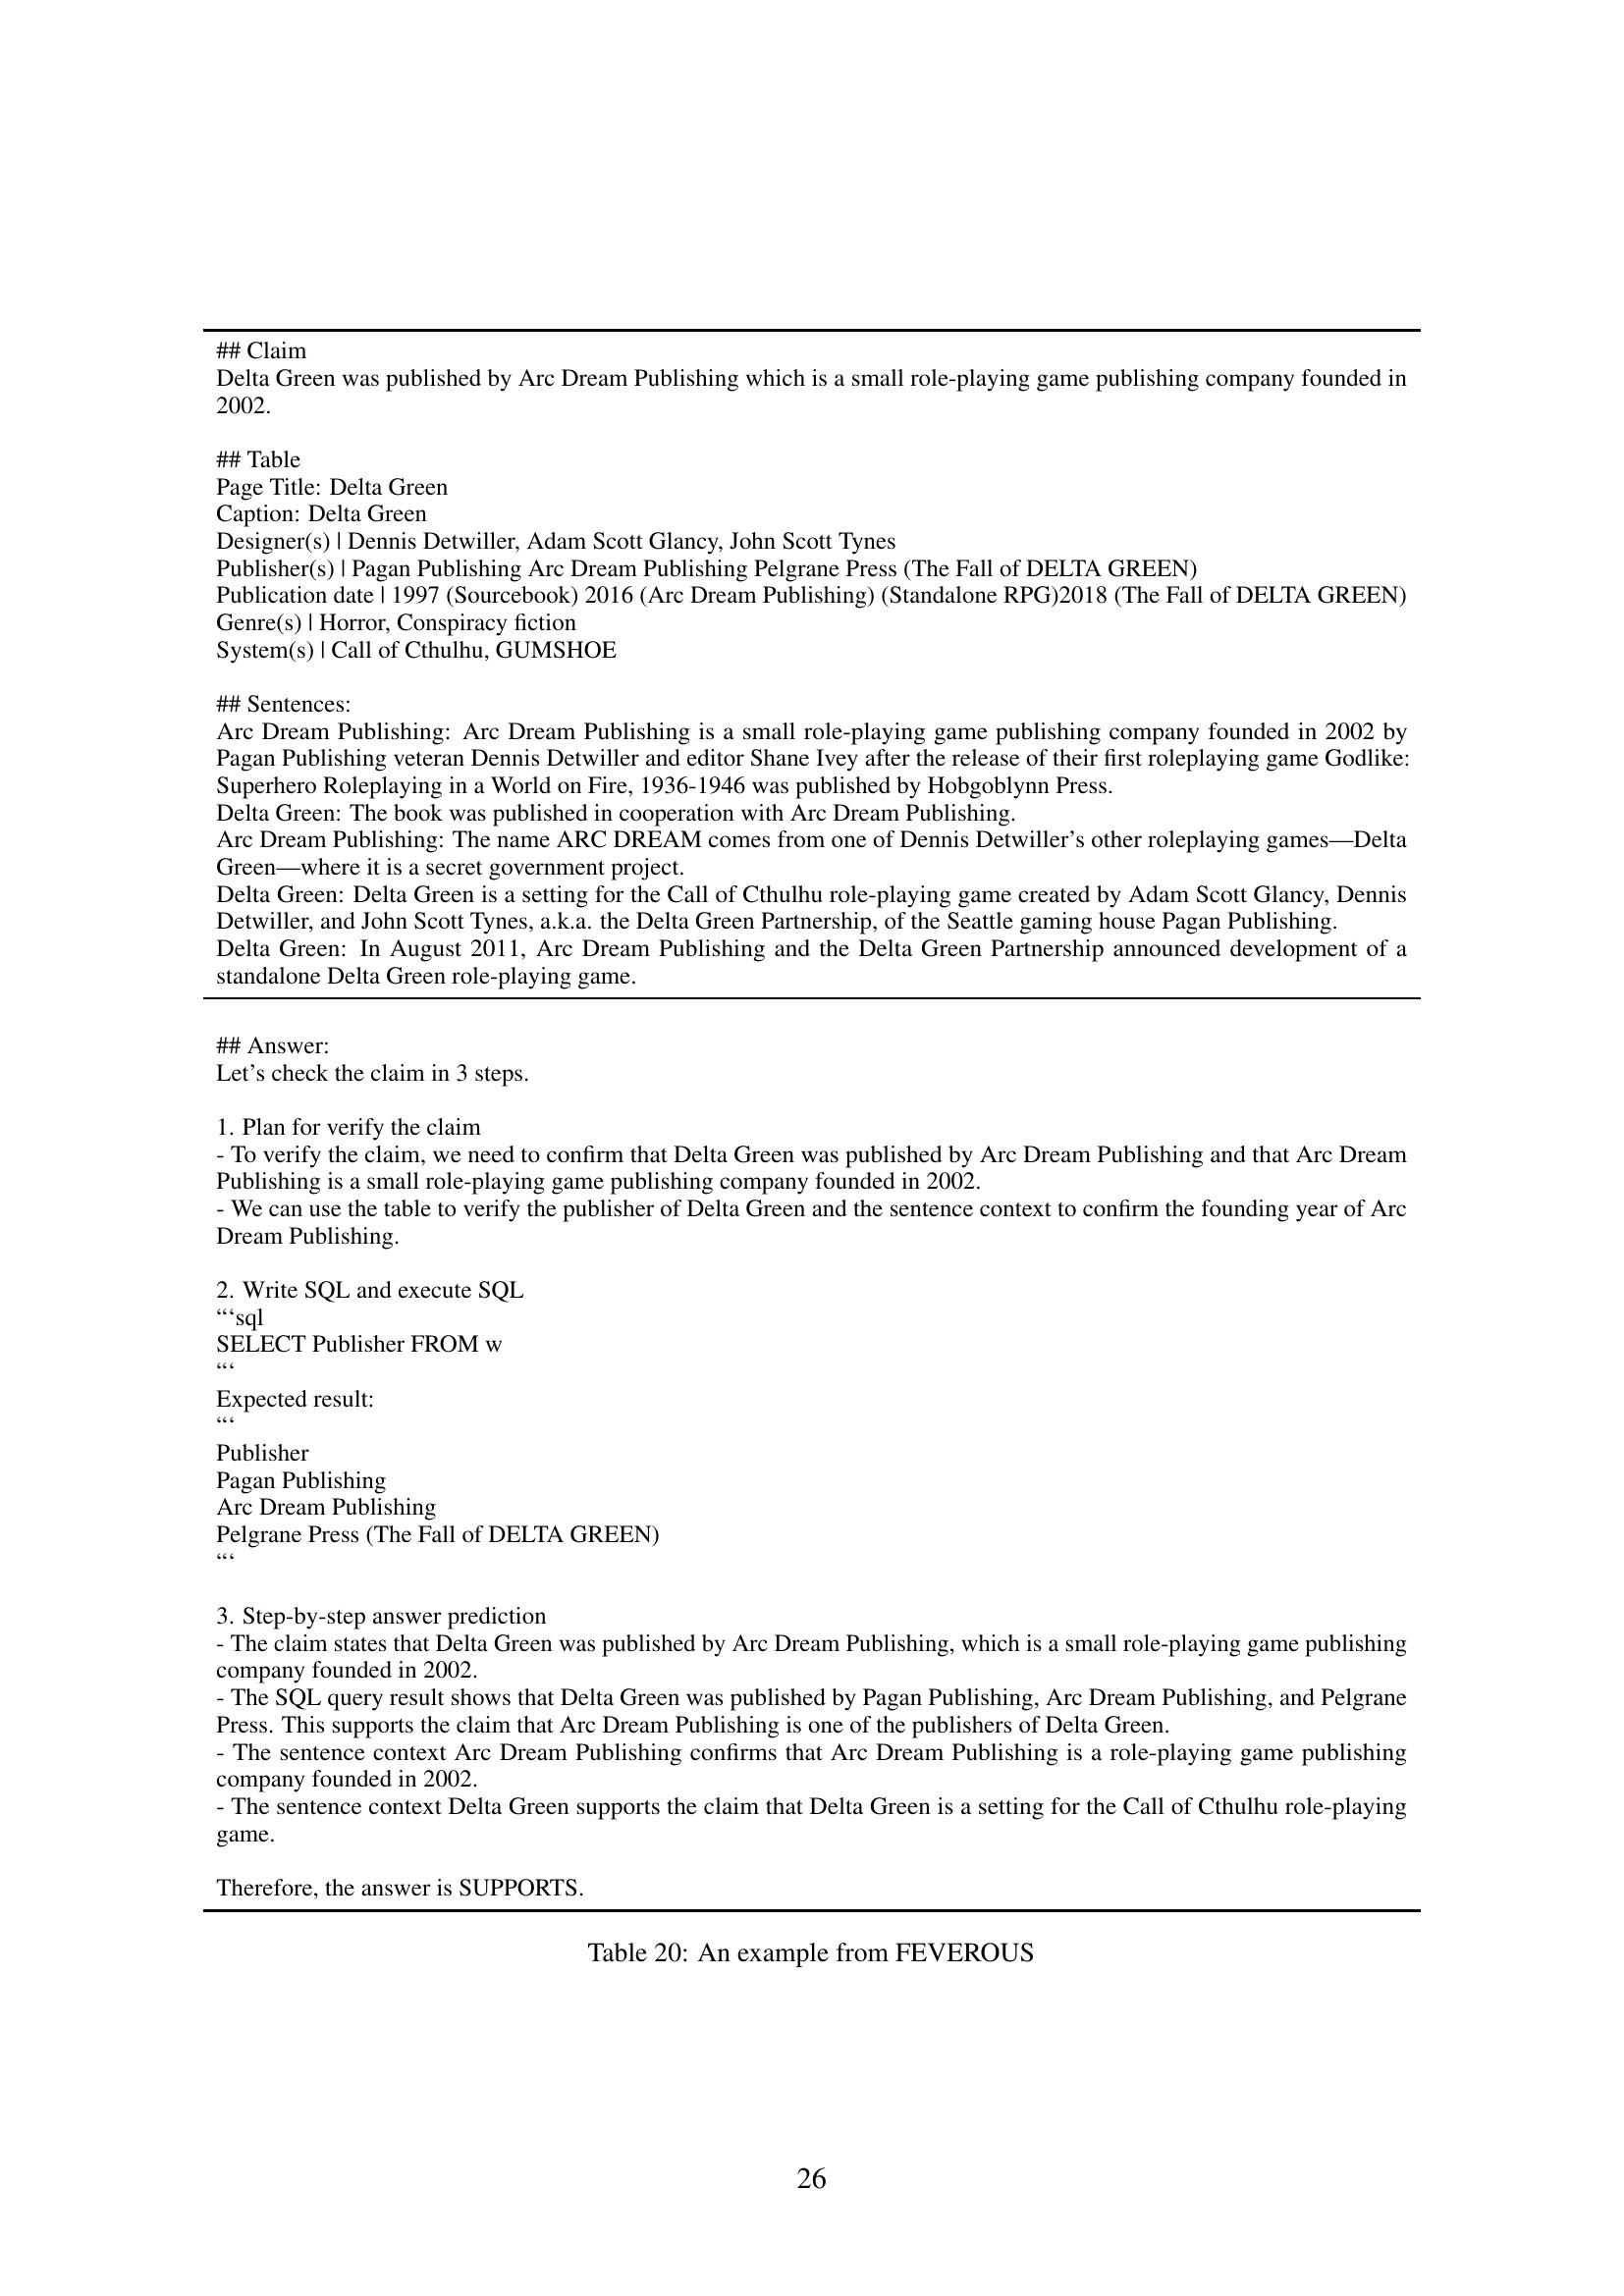 ## Claim
Delta Green was published by Arc Dream Publishing which is a small role-playing game publishing company founded in
2002.
## Table
Page Title: Delta Green
Caption: Delta Green
Designer(s) | Dennis Detwiller, Adam Scott Glancy, John Scott Tynes
Publisher(s) | Pagan Publishing Arc Dream Publishing Pelgrane Press (The Fall of DELTA GREEN)
Publication date | 1997 (Sourcebook) 2016 (Arc Dream Publishing) (Standalone RPG)2018 (The Fall of DELTA GREEN)
Genre(s) | Horror, Conspiracy fiction
System(s) | Call of Cthulhu, GUMSHOE
## Sentences:
Arc Dream Publishing: Arc Dream Publishing is a small role-playing game publishing company founded in 2002 by
Pagan Publishing veteran Dennis Detwiller and editor Shane Ivey after the release of their first roleplaying game Godlike:
Superhero Roleplaying in a World on Fire, 1936-1946 was published by Hobgoblynn Press.
Delta Green: The book was published in cooperation with Arc Dream Publishing.
Arc Dream Publishing: The name ARC DREAM comes from one of Dennis Detwiller’s other roleplaying games—Delta
Green—where it is a secret government project.
Delta Green: Delta Green is a setting for the Call of Cthulhu role-playing game created by Adam Scott Glancy, Dennis
Detwiller, and John Scott Tynes, a.k.a. the Delta Green Partnership, of the Seattle gaming house Pagan Publishing.
Delta Green: In August 2011, Arc Dream Publishing and the Delta Green Partnership announced development of a
standalone Delta Green role-playing game.
## Answer:
Let’s check the claim in 3 steps.
1. Plan for verify the claim
- To verify the claim, we need to confirm that Delta Green was published by Arc Dream Publishing and that Arc Dream
Publishing is a small role-playing game publishing company founded in 2002.
- We can use the table to verify the publisher of Delta Green and the sentence context to confirm the founding year of Arc
Dream Publishing.
2. Write SQL and execute SQL
“‘sql
SELECT Publisher FROM w
“‘
Expected result:
“‘
Publisher
Pagan Publishing
Arc Dream Publishing
Pelgrane Press (The Fall of DELTA GREEN)
“‘
3. Step-by-step answer prediction
- The claim states that Delta Green was published by Arc Dream Publishing, which is a small role-playing game publishing
company founded in 2002.
- The SQL query result shows that Delta Green was published by Pagan Publishing, Arc Dream Publishing, and Pelgrane
Press. This supports the claim that Arc Dream Publishing is one of the publishers of Delta Green.
- The sentence context Arc Dream Publishing confirms that Arc Dream Publishing is a role-playing game publishing
company founded in 2002.
- The sentence context Delta Green supports the claim that Delta Green is a setting for the Call of Cthulhu role-playing
game.
Therefore, the answer is SUPPORTS.
Table 20: An example from FEVEROUS
26